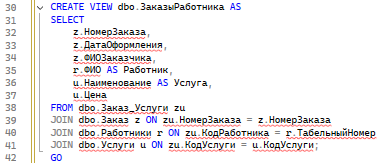 30 CREATE VIEW dbo.ЗаказыРаботника AS
31 SELECT
32 z.НомерЗаказа,
33 z.ДатаОформления,
34 z.ФИОЗаказчика,
35 r.ФИО AS Работник,
36 u.Наименование AS Услуга,
37 u.Цена
38 FROM dbo.Заказ_Услуги zu
39 JOIN dbo.Заказ z ON zu.НомерЗаказа = z.НомерЗаказа
40 JOIN dbo.Работники r ON zu.КодРаботника = r.ТабельныйНомер
41 JOIN dbo.Услуги u ON zu.КодУслуги = u.КодУслуги;
42 GO